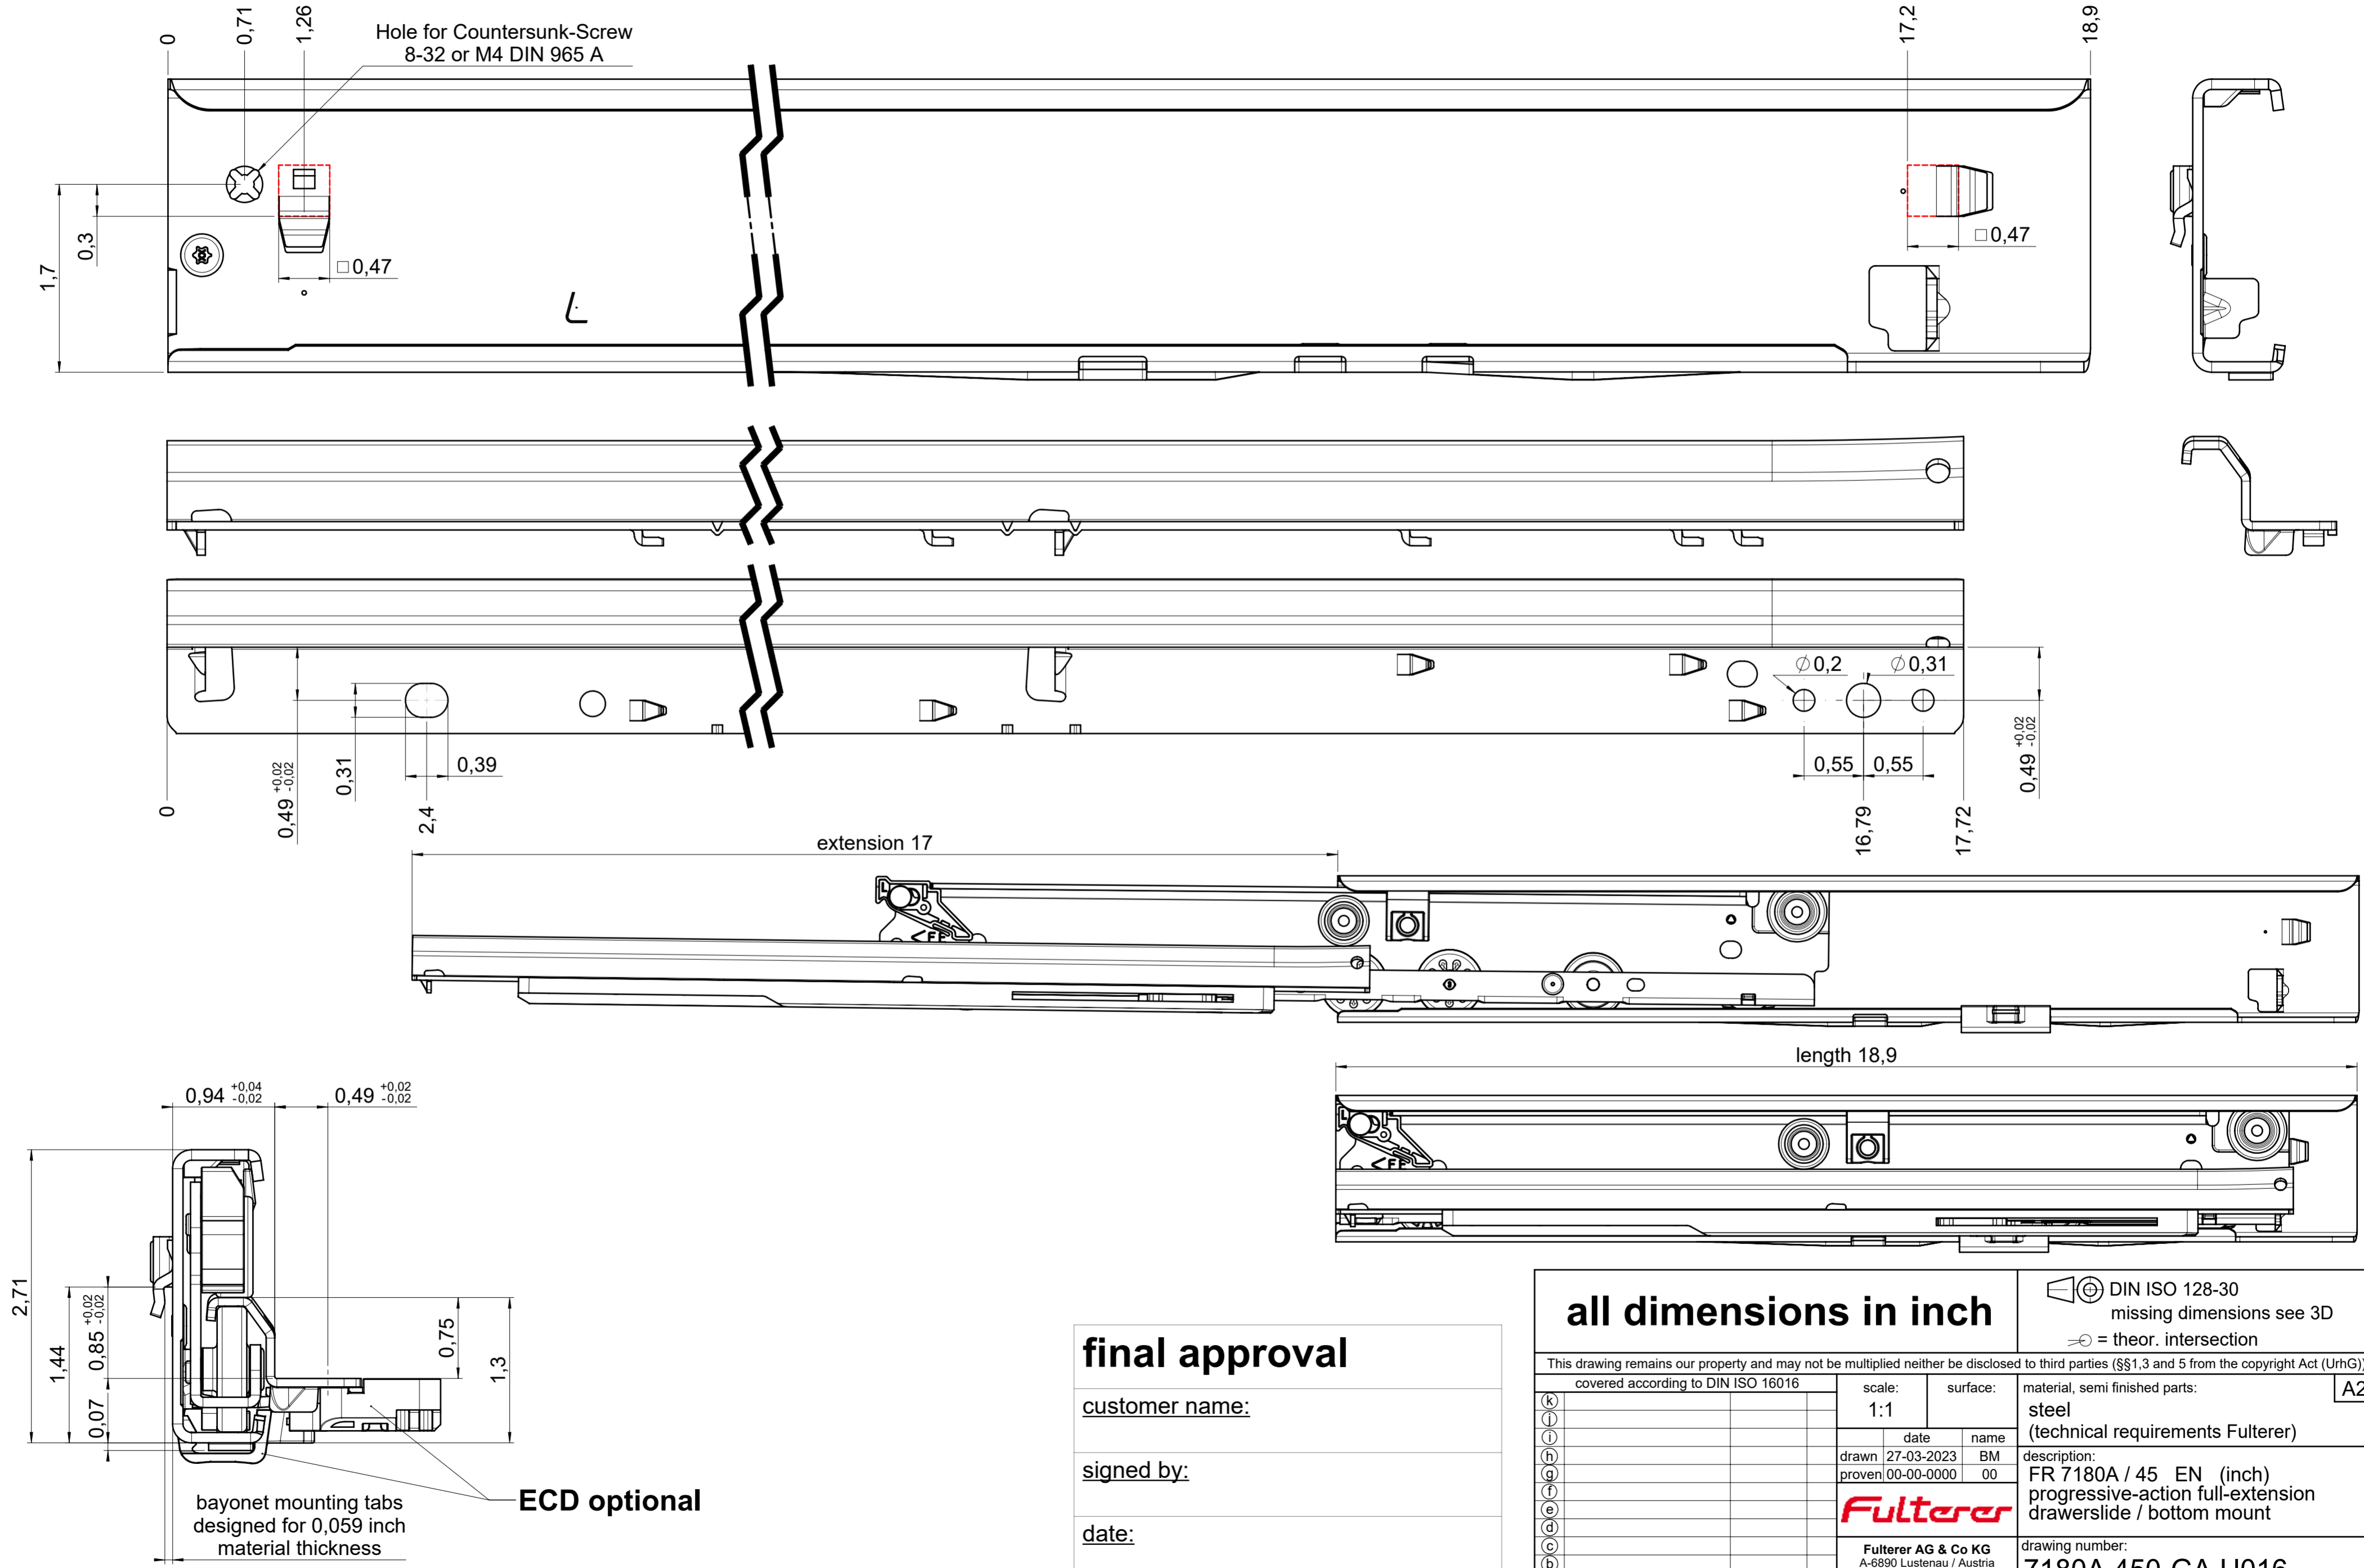 0
0,71
1,26
Hole for Countersunk-Screw
8-32 or M4 DIN 965 A
17,2
18,9
1,7
0,3
□0,47
□0,47
L
∅0,2
∅0,31
0,49 +0,02 -0,02
0,31
0,39
0
2,4
0,55
0,55
0,49 +0,02 -0,02
16,79
17,72
extension 17
L
<FF
length 18,9
L
<FF
0,94 +0,04 -0,02
0,49 +0,02 -0,02
2,71
1,44
0,85 +0,02 -0,02
0,07
0,75
1,3
ECD optional
bayonet mounting tabs
designed for 0,059 inch
material thickness
final approval
customer name:
signed by:
date:
all dimensions in inch
DIN ISO 128-30
missing dimensions see 3D
= theor. intersection
This drawing remains our property and may not be multiplied neither be disclosed to third parties (§§1,3 and 5 from the copyright Act (UrhG))
covered according to DIN ISO 16016
k
j
i
h
g
f
e
d
c
b
scale:
1:1
surface:
material, semi finished parts:
A2
steel
(technical requirements Fulterer)
date name
drawn 27-03-2023 BM
proven 00-00-0000 00
description:
FR 7180A / 45 EN (inch)
progressive-action full-extension
drawerslide / bottom mount
Fulterer
Fulterer AG & Co KG
A-6890 Lustenau / Austria
drawing number:
7180A-450-GA-U016